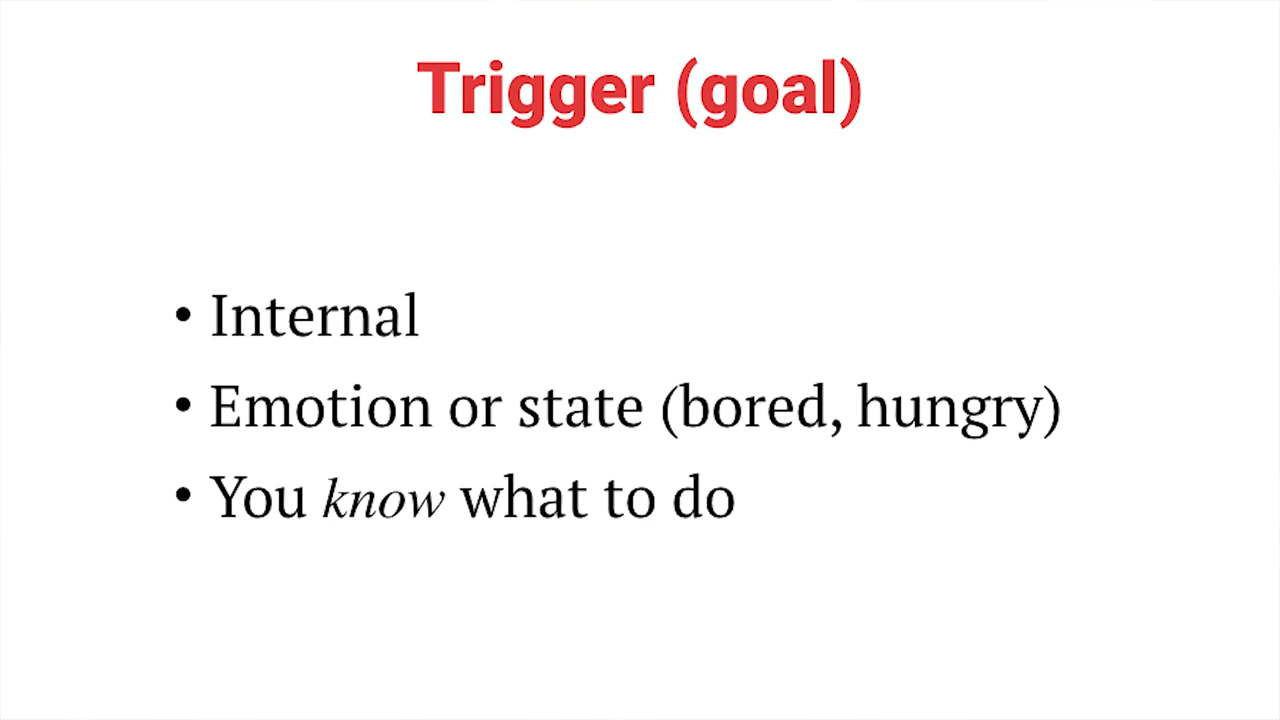 Trigger (goal)
• Internal
• Emotion or state (bored, hungry)
• You know what to do